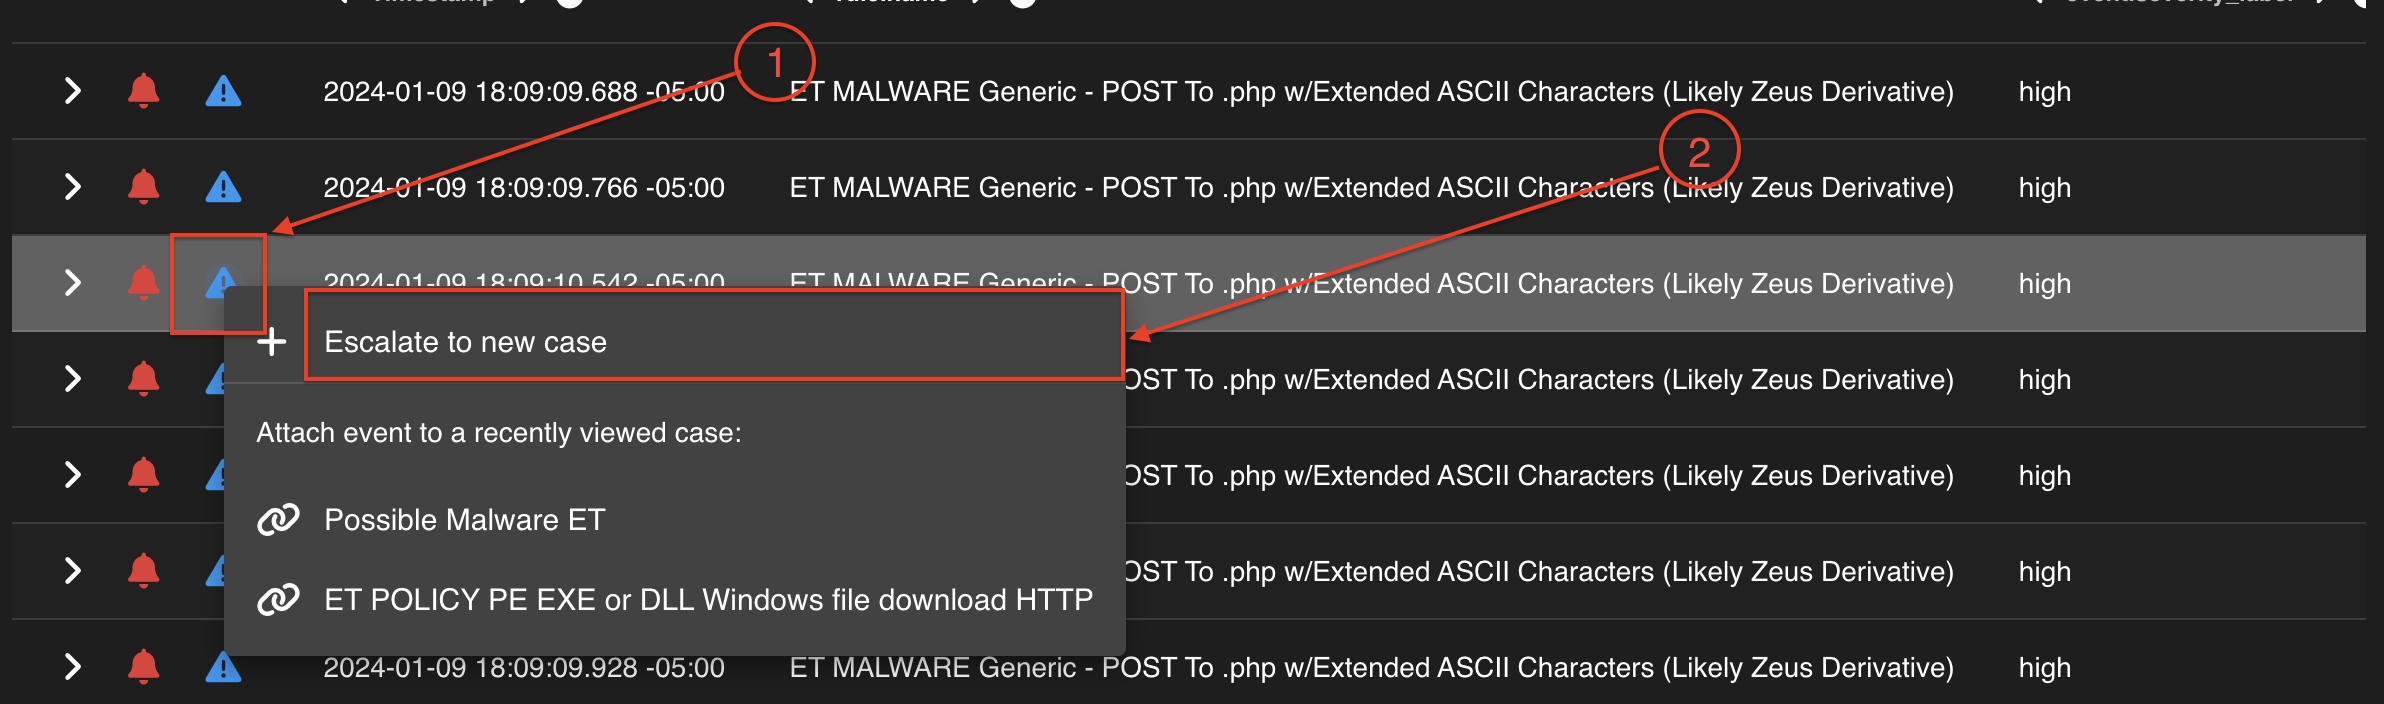 Timestamp
event.severity_label
1
2024-01-09 18:09:09.688 -05:00 ET MALWARE Generic - POST To .php w/Extended ASCII Characters (Likely Zeus Derivative) high
2
2024-01-09 18:09:09.766 -05:00 ET MALWARE Generic - POST To .php w/Extended ASCII Characters (Likely Zeus Derivative) high
2024-01-09 18:09:10.542 -05:00 ET MALWARE Generic - POST To .php w/Extended ASCII Characters (Likely Zeus Derivative) high
Escalate to new case
OST To .php w/Extended ASCII Characters (Likely Zeus Derivative) high
Attach event to a recently viewed case:
OST To .php w/Extended ASCII Characters (Likely Zeus Derivative) high
Possible Malware ET
OST To .php w/Extended ASCII Characters (Likely Zeus Derivative) high
ET POLICY PE EXE or DLL Windows file download HTTP
2024-01-09 18:09:09.928 -05:00 ET MALWARE Generic - POST To .php w/Extended ASCII Characters (Likely Zeus Derivative) high